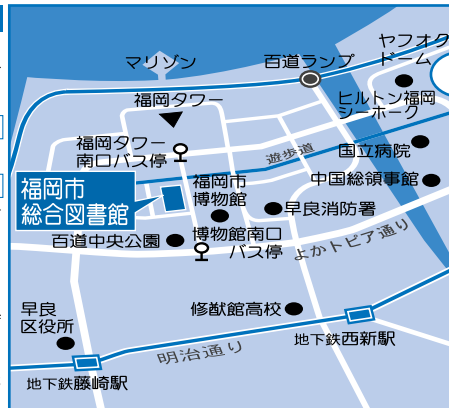 マリゾン
百道ランプ
ヤフオク
ドーム
福岡タワー
ヒルトン福岡
シーホーク
福岡タワー
南口バス停
遊歩道
国立病院
福岡市
総合図書館
福岡市
博物館
中国総領事館
早良消防署
百道中央公園
博物館南口
バス停
よかトピア通り
早良
区役所
修猷館高校
地下鉄西新駅
明治通り
地下鉄藤崎駅